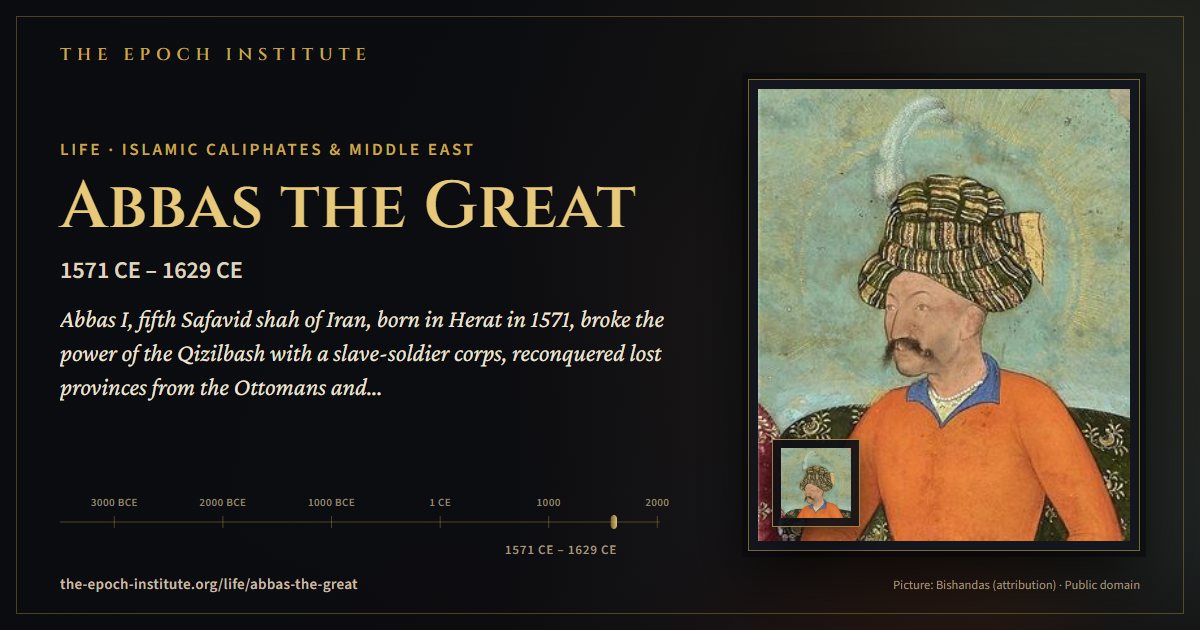 THE EPOCH INSTITUTE
LIFE · ISLAMIC CALIPHATES & MIDDLE EAST
ABBAS THE GREAT
1571 CE – 1629 CE
Abbas I, fifth Safavid shah of Iran, born in Herat in 1571, broke the
power of the Qizilbash with a slave-soldier corps, reconquered lost
provinces from the Ottomans and...
3000 BCE 2000 BCE 1000 BCE 1 CE 1000 2000
1571 CE – 1629 CE
the-epoch-institute.org/life/abbas-the-great
Picture: Bishandas (attribution) · Public domain